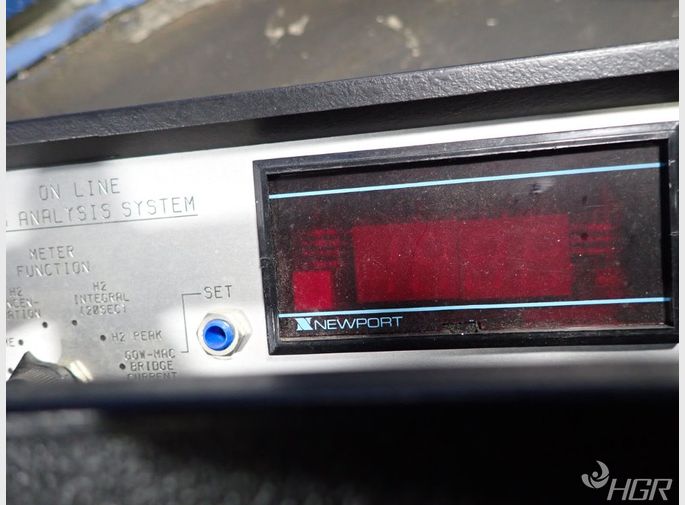 ON LINE
ANALYSIS SYSTEM
METER
FUNCTION
H2
H2
INTEGRAL
(20SEC)
H2 PEAK
GOW-MAC
BRIDGE
CURRENT
SET
NEWPORT
HGR